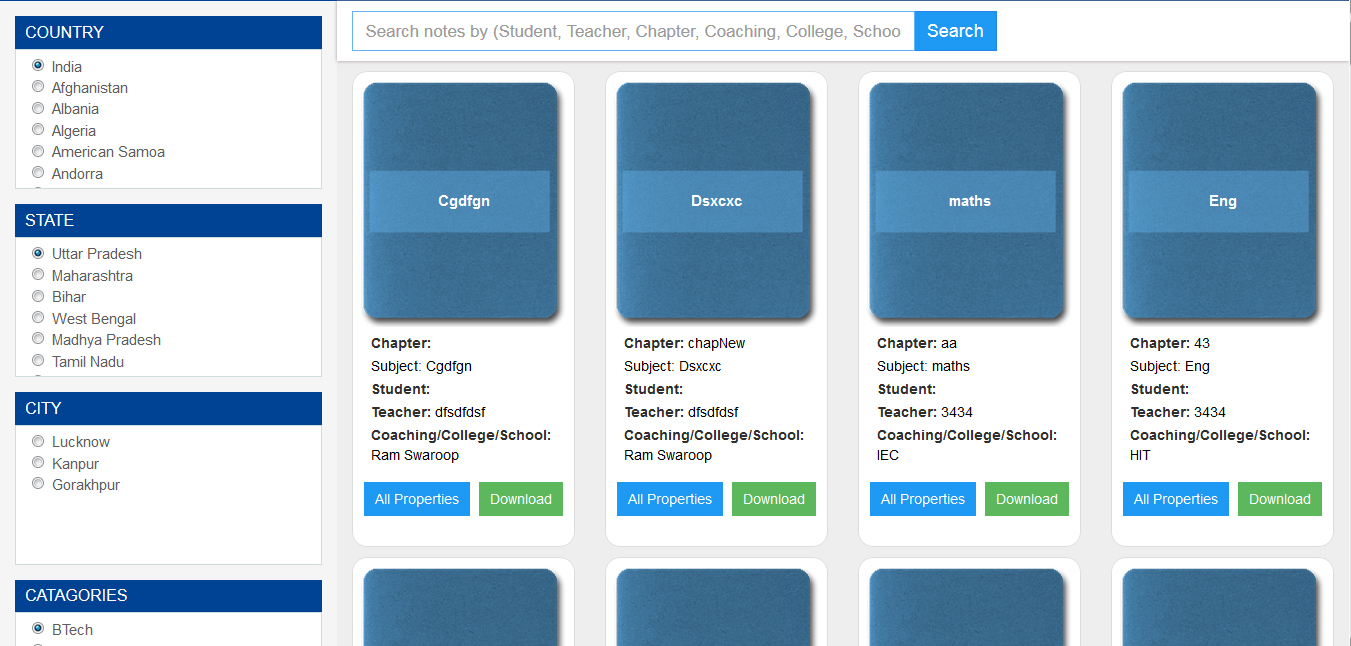 COUNTRY
India
Afghanistan
Albania
Algeria
American Samoa
Andorra
STATE
Uttar Pradesh
Maharashtra
Bihar
West Bengal
Madhya Pradesh
Tamil Nadu
CITY
Lucknow
Kanpur
Gorakhpur
CATAGORIES
BTech
Search notes by (Student, Teacher, Chapter, Coaching, College, Schoo
Search
Cgdfgn
Chapter:
Subject: Cgdfgn
Student:
Teacher: dfsdfdsf
Coaching/College/School:
Ram Swaroop
All Properties
Download
Dsxcxc
Chapter: chapNew
Subject: Dsxcxc
Student:
Teacher: dfsdfdsf
Coaching/College/School:
Ram Swaroop
All Properties
Download
maths
Chapter: aa
Subject: maths
Student:
Teacher: 3434
Coaching/College/School:
IEC
All Properties
Download
Eng
Chapter: 43
Subject: Eng
Student:
Teacher: 3434
Coaching/College/School:
HIT
All Properties
Download